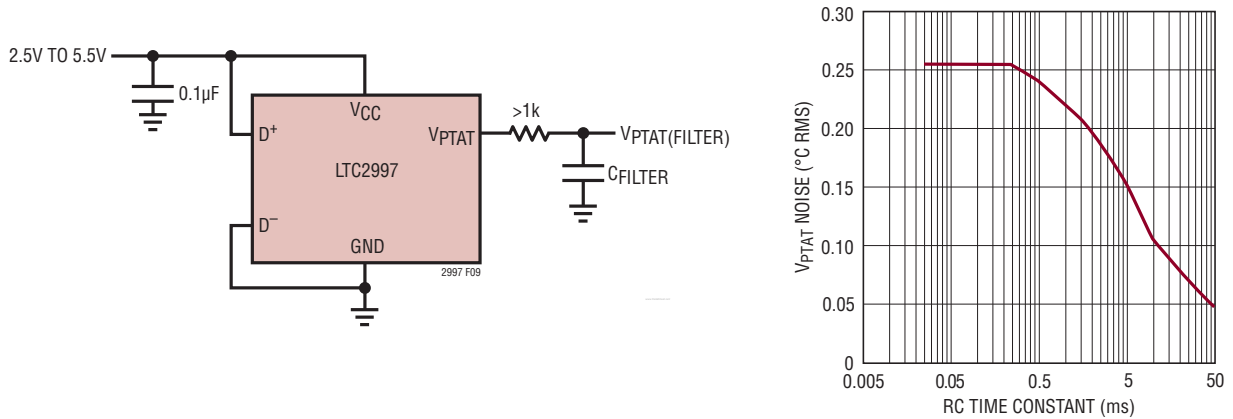 2.5V TO 5.5V
0.1µF
VCC
D+
VPTAT
LTC2997
D–
GND
2997 F09
>1k
VPTAT(FILTER)
CFILTER
VPTAT NOISE (°C RMS)
0.30
0.25
0.20
0.15
0.10
0.05
0
0.005 0.05 0.5 5 50
RC TIME CONSTANT (ms)